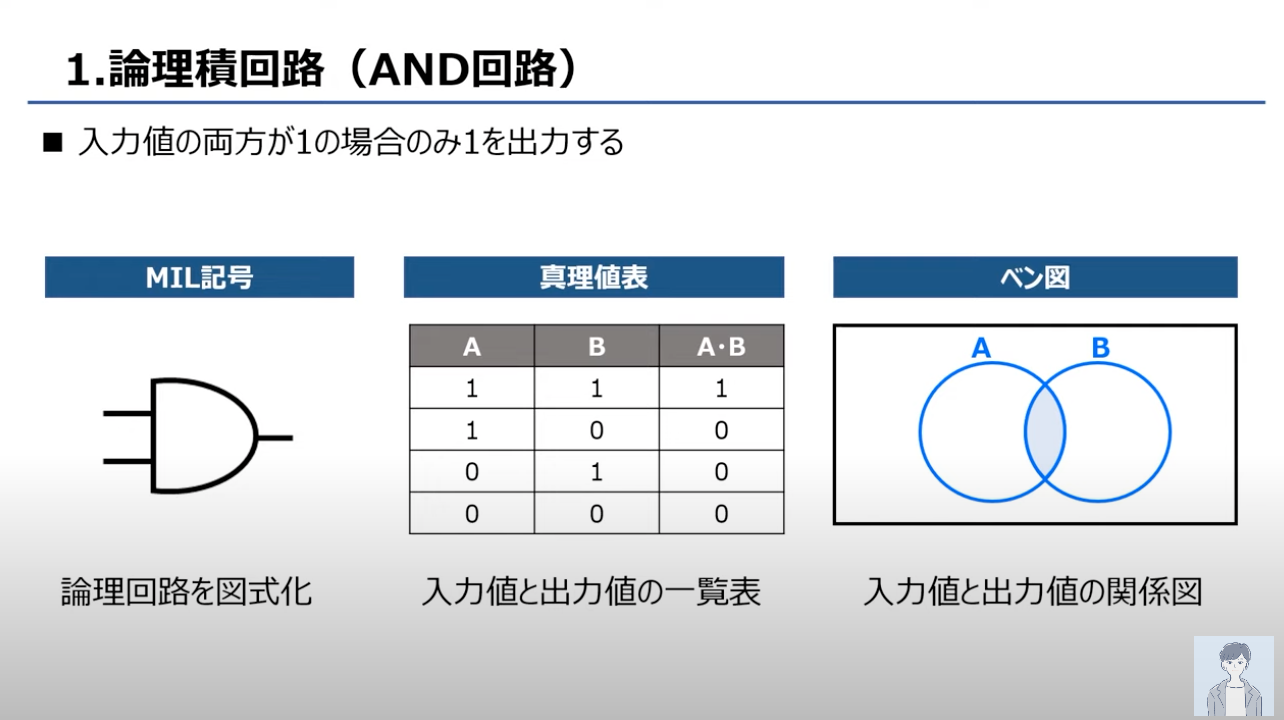 1.論理積回路（AND回路）
■ 入力値の両方が1の場合のみ1を出力する
MIL記号
真理値表
ベン図
A B A・B
1 1 1
1 0 0
0 1 0
0 0 0
A B
論理回路を図式化
入力値と出力値の一覧表
入力値と出力値の関係図